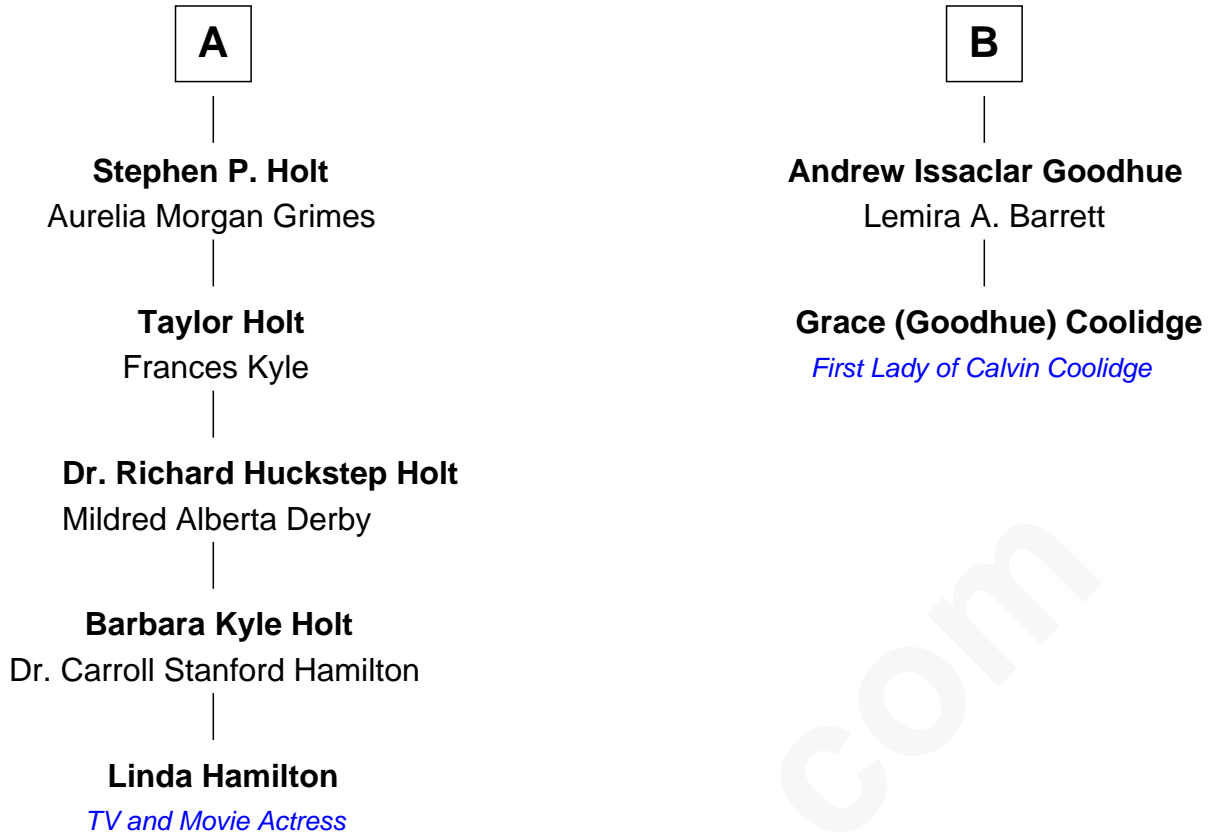 A
Stephen P. Holt
Aurelia Morgan Grimes
Taylor Holt
Frances Kyle
Dr. Richard Huckstep Holt
Mildred Alberta Derby
Barbara Kyle Holt
Dr. Carroll Stanford Hamilton
Linda Hamilton
TV and Movie Actress
B
Andrew Issaclar Goodhue
Lemira A. Barrett
Grace (Goodhue) Coolidge
First Lady of Calvin Coolidge
com